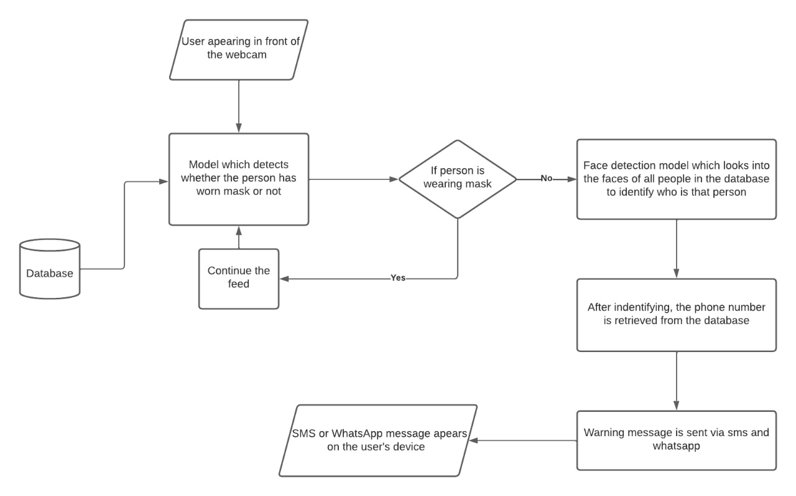 User apearing in front of
the webcam
Model which detects
whether the person has
worn mask or not
If person is
wearing mask
No
Face detection model which looks into
the faces of all people in the database
to identify who is that person
Database
Continue the
feed
Yes
After indentifying, the phone number
is retrieved from the database
SMS or WhatsApp message apears
on the user's device
Warning message is sent via sms and
whatsapp